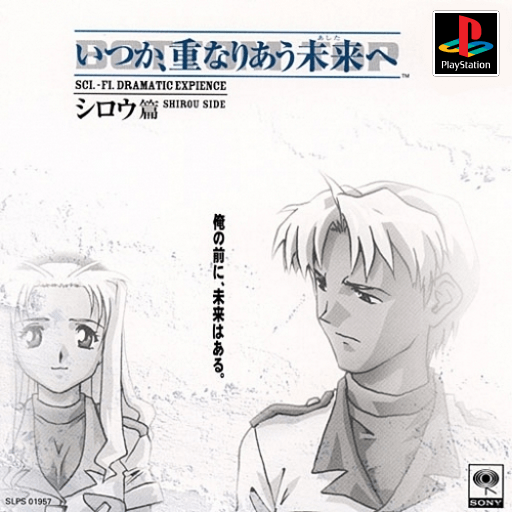 あした
いつか、重なりあう未来へ
TM
SCI.-FI. DRAMATIC EXPIENCE
シロウ篇 SHIROU SIDE
PlayStation
俺の前に、未来はある。
SLPS 01957
SONY